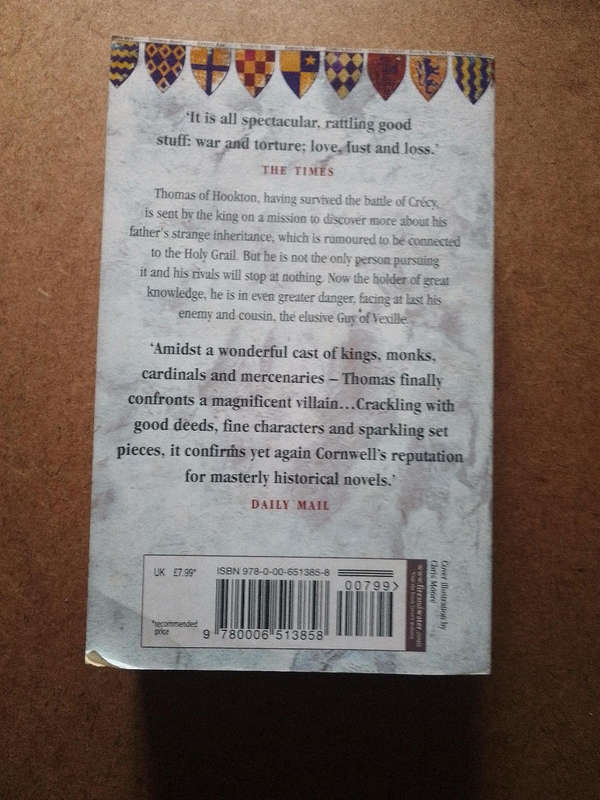 'It is all spectacular, rattling good
stuff: war and torture; love, lust and loss.'
THE TIMES
Thomas of Hookton, having survived the battle of Crécy,
is sent by the king on a mission to discover more about his
father's strange inheritance, which is rumoured to be connected
to the Holy Grail. But he is not the only person pursuing
it and his rivals will stop at nothing. Now the holder of great
knowledge, he is in even greater danger, facing at last his
enemy and cousin, the elusive Guy of Vexille.
'Amidst a wonderful cast of kings, monks,
cardinals and mercenaries – Thomas finally
confronts a magnificent villain...Crackling with
good deeds, fine characters and sparkling set
pieces, it confirms yet again Cornwell's reputation
for masterly historical novels.'
DAILY MAIL
UK £7.99*
ISBN 978-0-00-651385-8
00799>
*recommended
price
9 780006 513858
www.fireandwater.com
Cover illustration by
Chris Moore